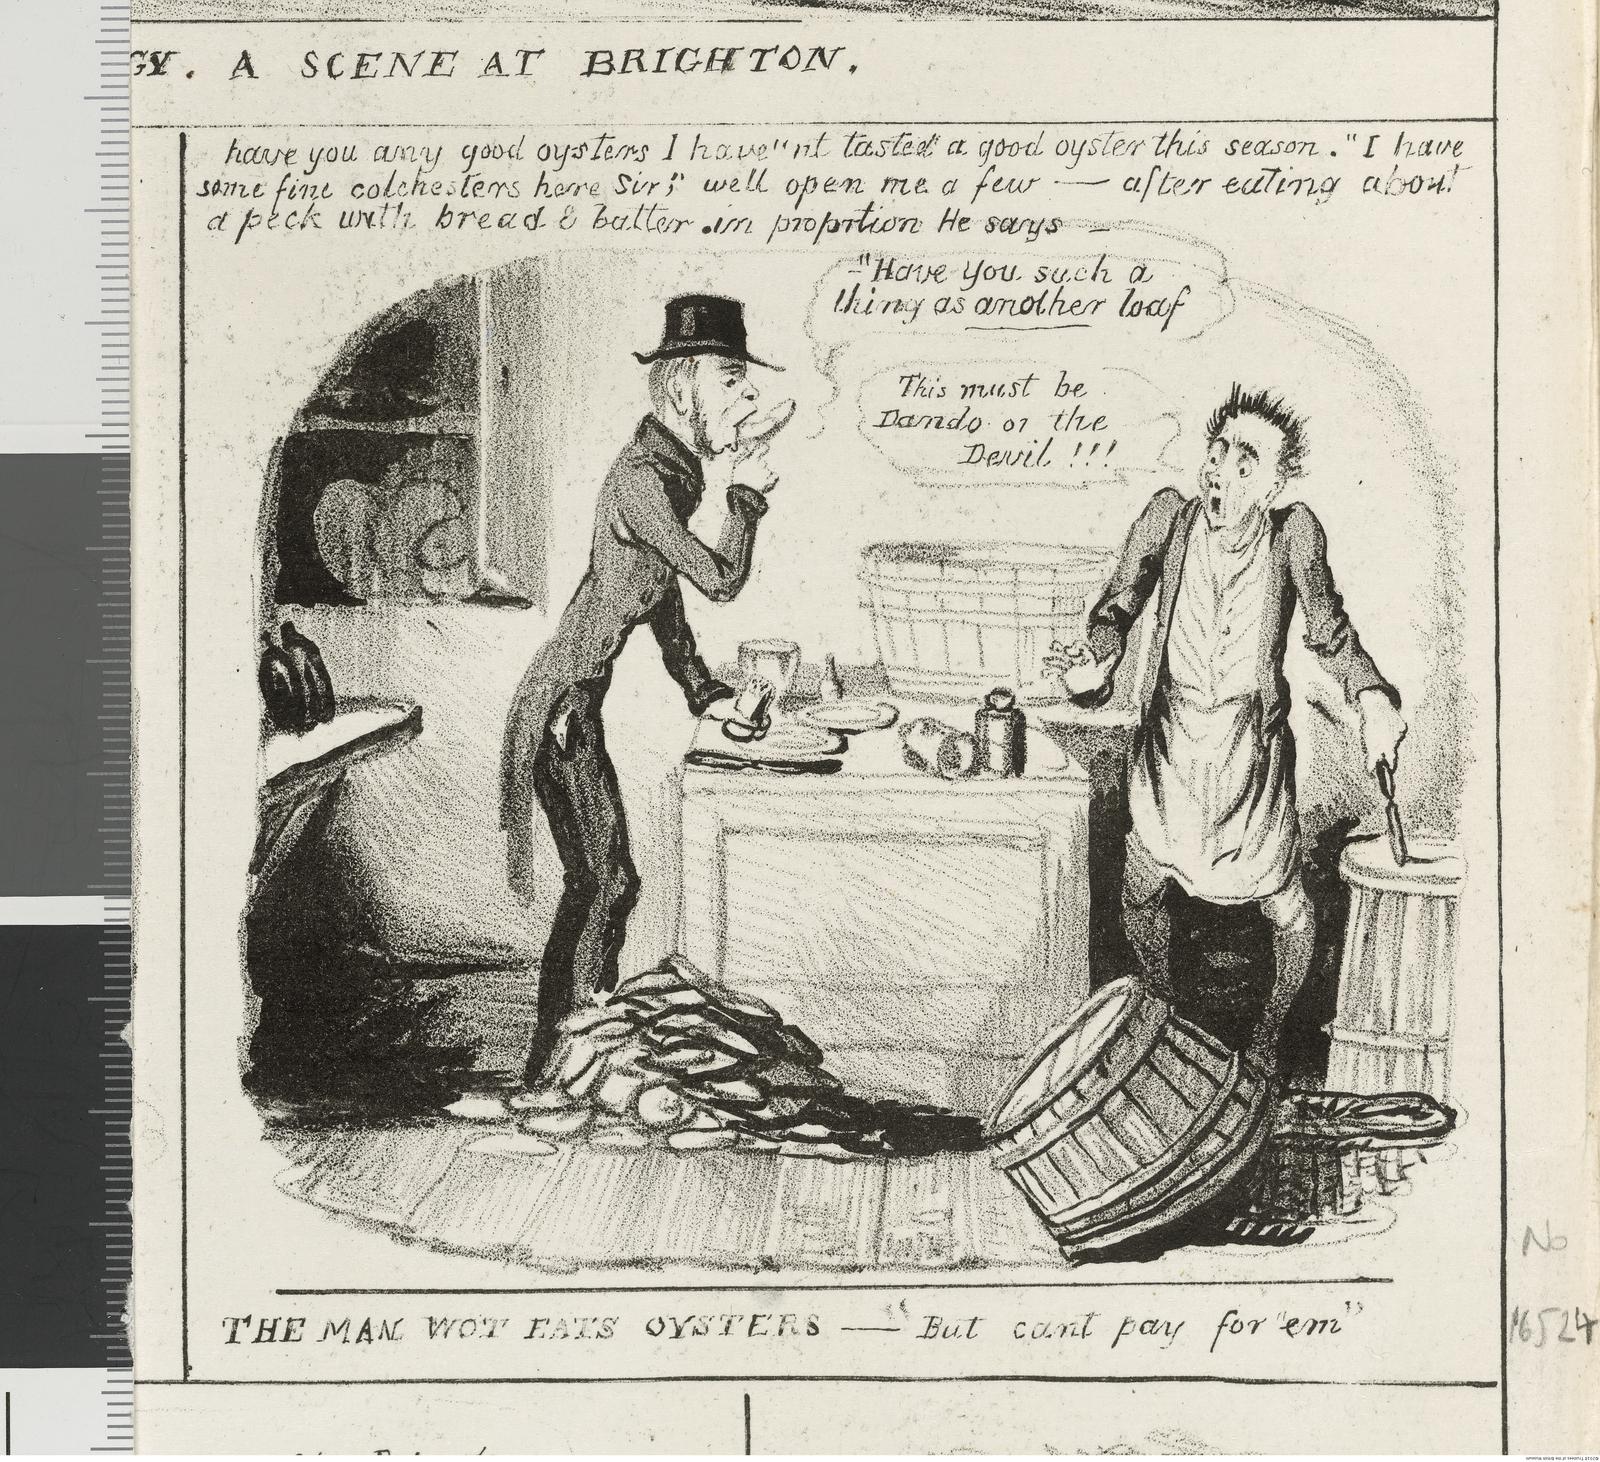 GY. A SCENE AT BRIGHTON.
have you any good oysters I have"nt tasted" a good oyster this season. " I have
some fine colchesters here Sir;" well open me a few — after eating about
a peck with bread & batter .in proprtion He says —
-"Have you such a
thing as another loaf
This must be
Dando or the
Devil !!!
THE MAN WOT EATS OYSTERS — "But cant pay for "em"
No
16524